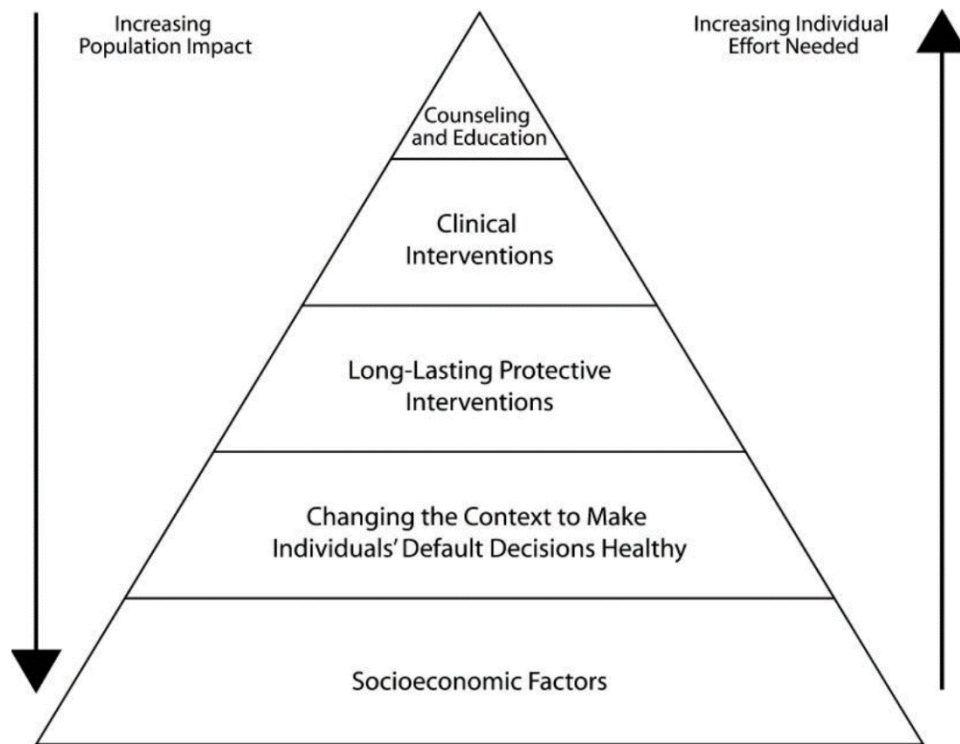 Increasing
Population Impact
Increasing Individual
Effort Needed
Counseling
and Education
Clinical
Interventions
Long-Lasting Protective
Interventions
Changing the Context to Make
Individuals’ Default Decisions Healthy
Socioeconomic Factors